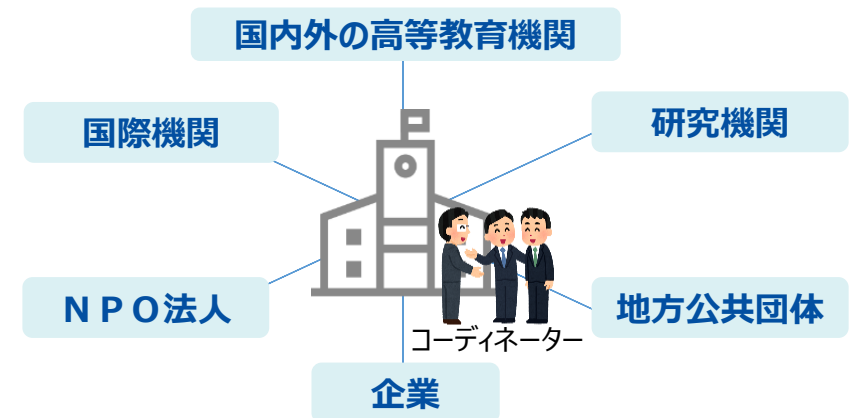 国内外の高等教育機関
国際機関
研究機関
ＮＰＯ法人
地方公共団体
コーディネーター
企業